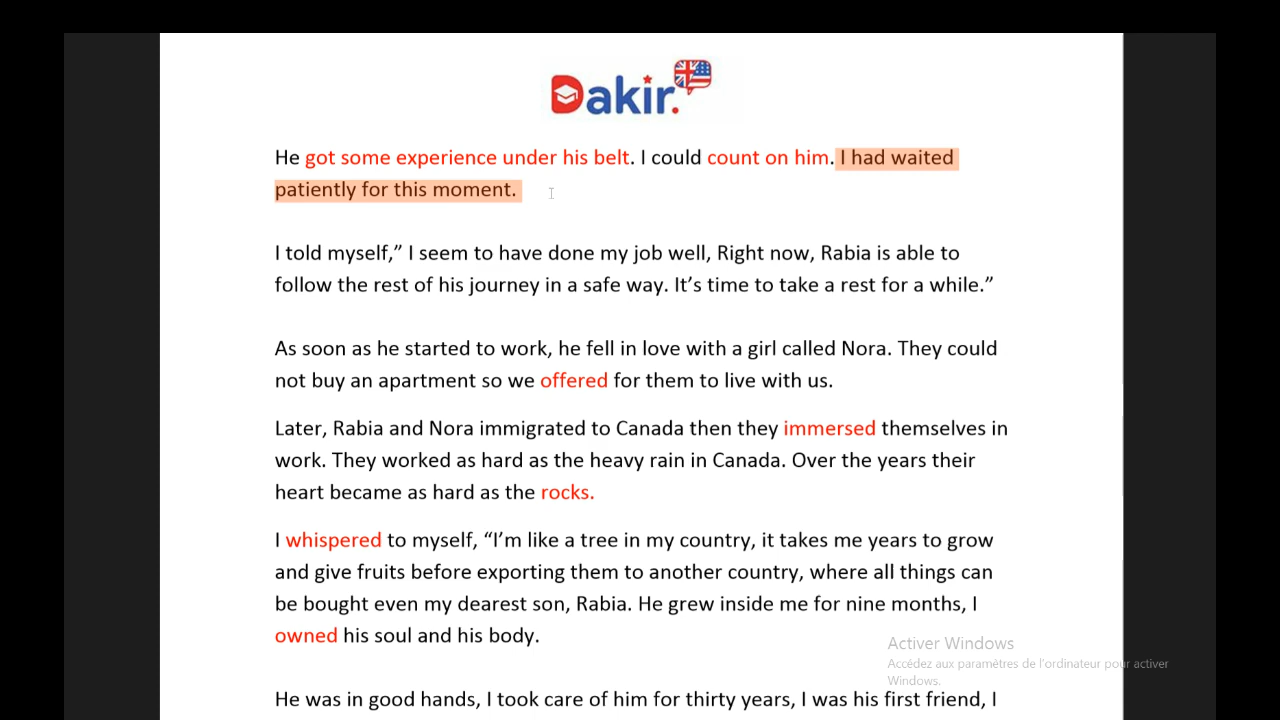 Dakir.
He got some experience under his belt. I could count on him. I had waited
patiently for this moment.
I told myself,” I seem to have done my job well, Right now, Rabia is able to
follow the rest of his journey in a safe way. It’s time to take a rest for a while.”
As soon as he started to work, he fell in love with a girl called Nora. They could
not buy an apartment so we offered for them to live with us.
Later, Rabia and Nora immigrated to Canada then they immersed themselves in
work. They worked as hard as the heavy rain in Canada. Over the years their
heart became as hard as the rocks.
I whispered to myself, “I’m like a tree in my country, it takes me years to grow
and give fruits before exporting them to another country, where all things can
be bought even my dearest son, Rabia. He grew inside me for nine months, I
owned his soul and his body.
Activer Windows
Accédez aux paramètres de l'ordinateur pour activer
Windows.
He was in good hands, I took care of him for thirty years, I was his first friend, I